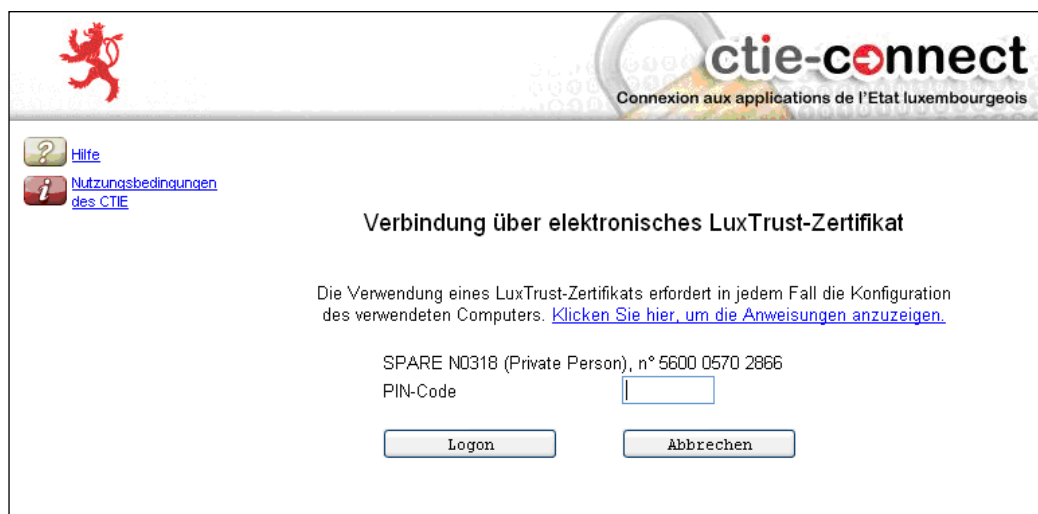 ctie-connect
Connexion aux applications de l'Etat luxembourgeois
Hilfe
Nutzungsbedingungen
des CTIE
Verbindung über elektronisches LuxTrust-Zertifikat
Die Verwendung eines LuxTrust-Zertifikats erfordert in jedem Fall die Konfiguration
des verwendeten Computers. Klicken Sie hier, um die Anweisungen anzuzeigen.
SPARE N0318 (Private Person), n° 5600 0570 2866
PIN-Code
Logon Abbrechen